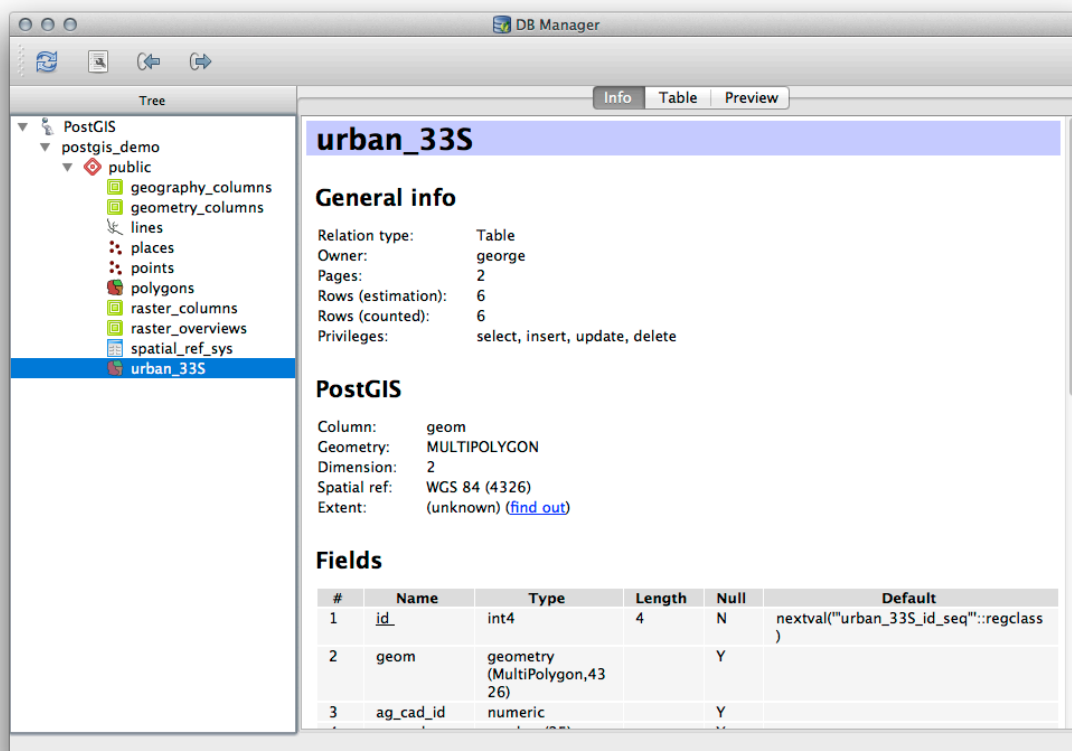 DB Manager
Tree
Info Table Preview
PostGIS
postgis_demo
public
geography_columns
geometry_columns
lines
places
points
polygons
raster_columns
raster_overviews
spatial_ref_sys
urban_33S
urban_33S
General info
Relation type: Table
Owner: george
Pages: 2
Rows (estimation): 6
Rows (counted): 6
Privileges: select, insert, update, delete
PostGIS
Column: geom
Geometry: MULTIPOLYGON
Dimension: 2
Spatial ref: WGS 84 (4326)
Extent: (unknown) (find out)
Fields
# Name Type Length Null Default
1 id int4 4 N nextval('"urban_33S_id_seq"'::regclass
)
2 geom geometry Y
(MultiPolygon,43
26)
3 ag_cad_id numeric Y